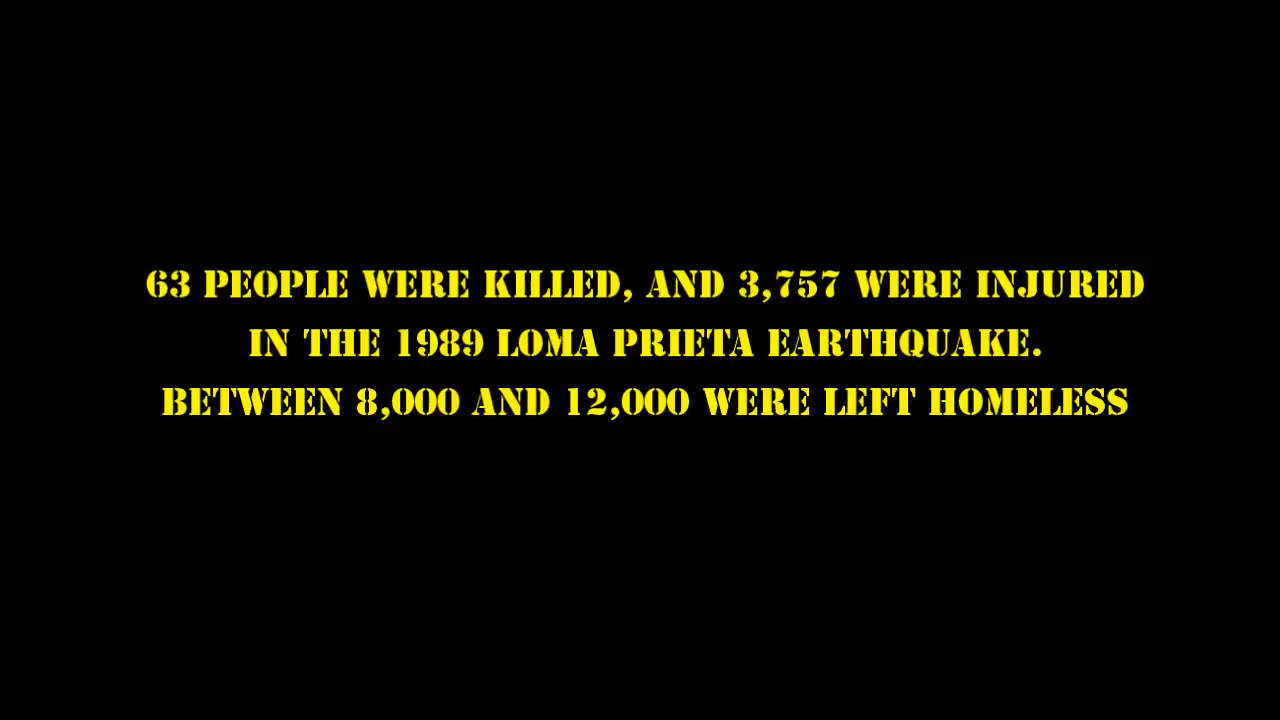 63 PEOPLE WERE KILLED, AND 3,757 WERE INJURED
IN THE 1989 LOMA PRIETA EARTHQUAKE.
BETWEEN 8,000 AND 12,000 WERE LEFT HOMELESS